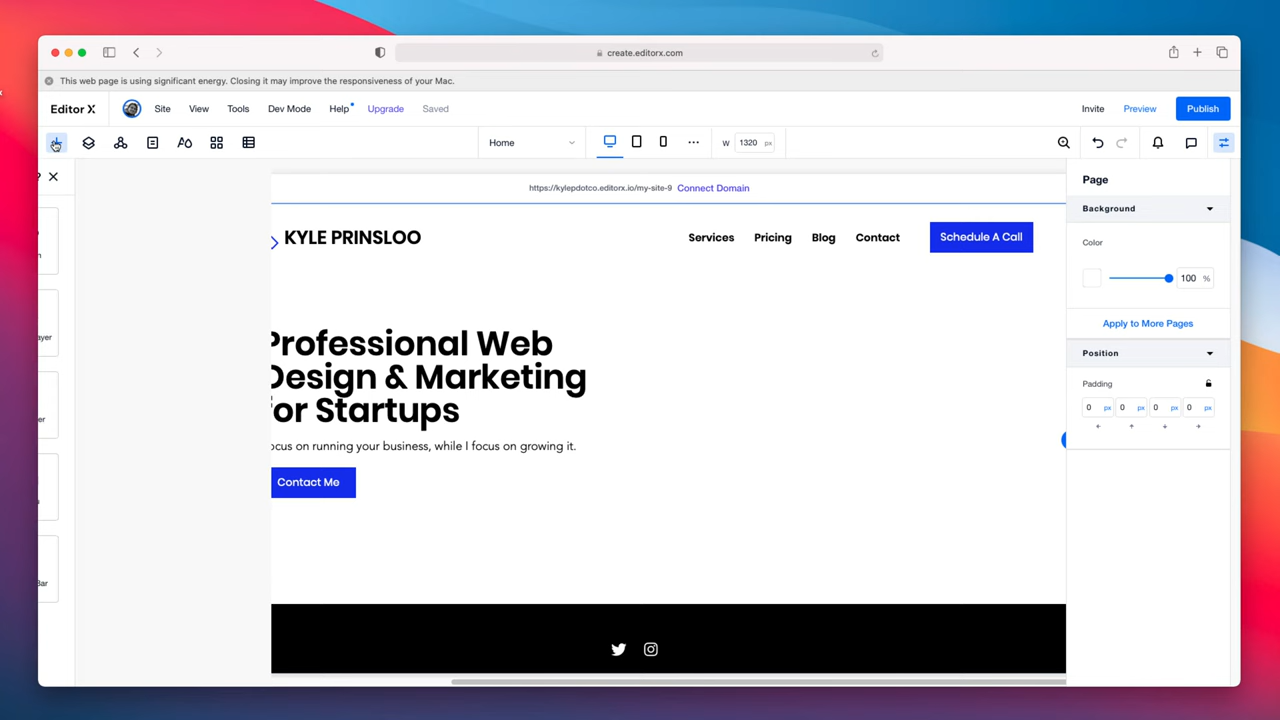 create.editorx.com
This web page is using significant energy. Closing it may improve the responsiveness of your Mac.
Editor X
Site
View
Tools
Dev Mode
Help
Upgrade
Saved
Invite
Preview
Publish
Home
W 1320 px
https://kylepdotco.editorx.io/my-site-9 Connect Domain
KYLE PRINSLOO
Services
Pricing
Blog
Contact
Schedule A Call
Professional Web
Design & Marketing
for Startups
ocus on running your business, while I focus on growing it.
Contact Me
Page
Background
Color
100 %
Apply to More Pages
Position
Padding
0 px 0 px 0 px 0 px